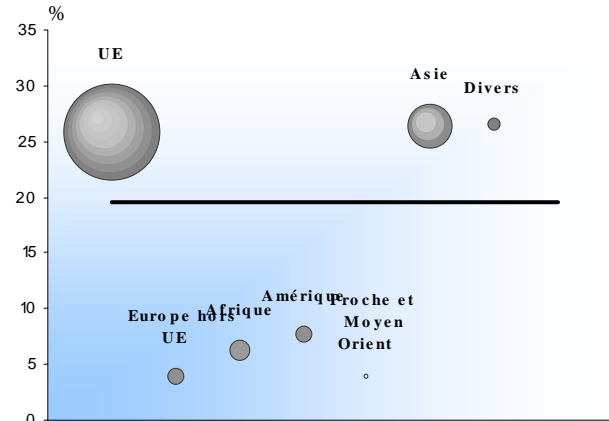 %
35
UE
30
Asie
Divers
25
20
15
Amérique
Proche et
10
Europe hors
Afrique
Moyen
UE
Orient
5
0